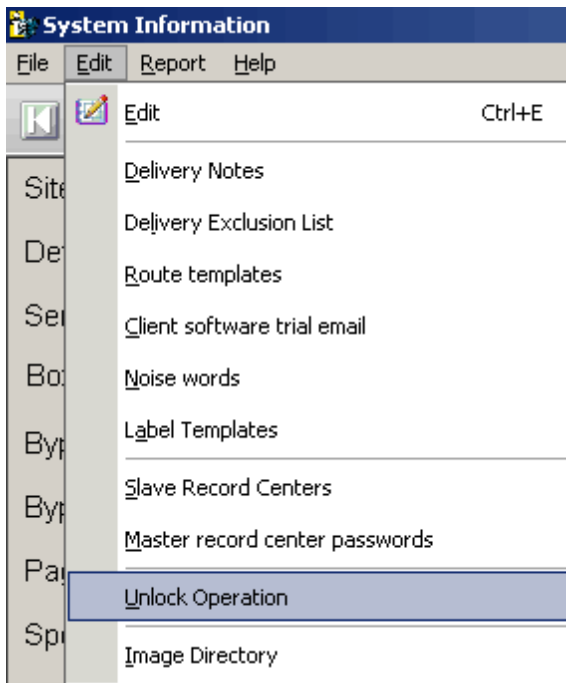 System Information
File Edit Report Help
Edit Ctrl+E
Delivery Notes
Delivery Exclusion List
Route templates
Client software trial email
Noise words
Label Templates
Slave Record Centers
Master record center passwords
Unlock Operation
Image Directory